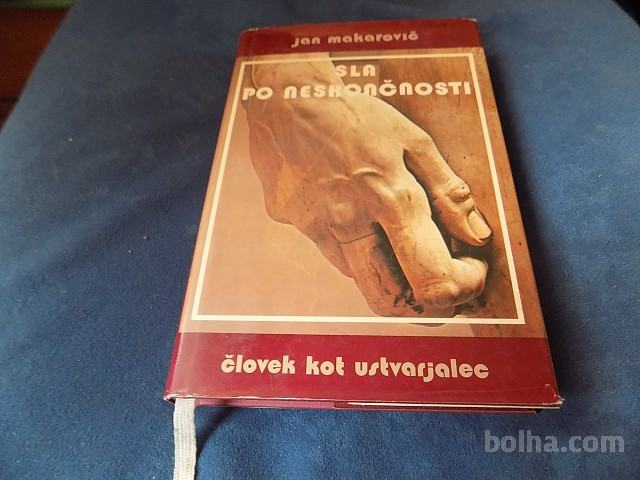 jan makarovič
SLA
PO NESKONČNOSTI
človek kot ustvarjalec
bolha.com